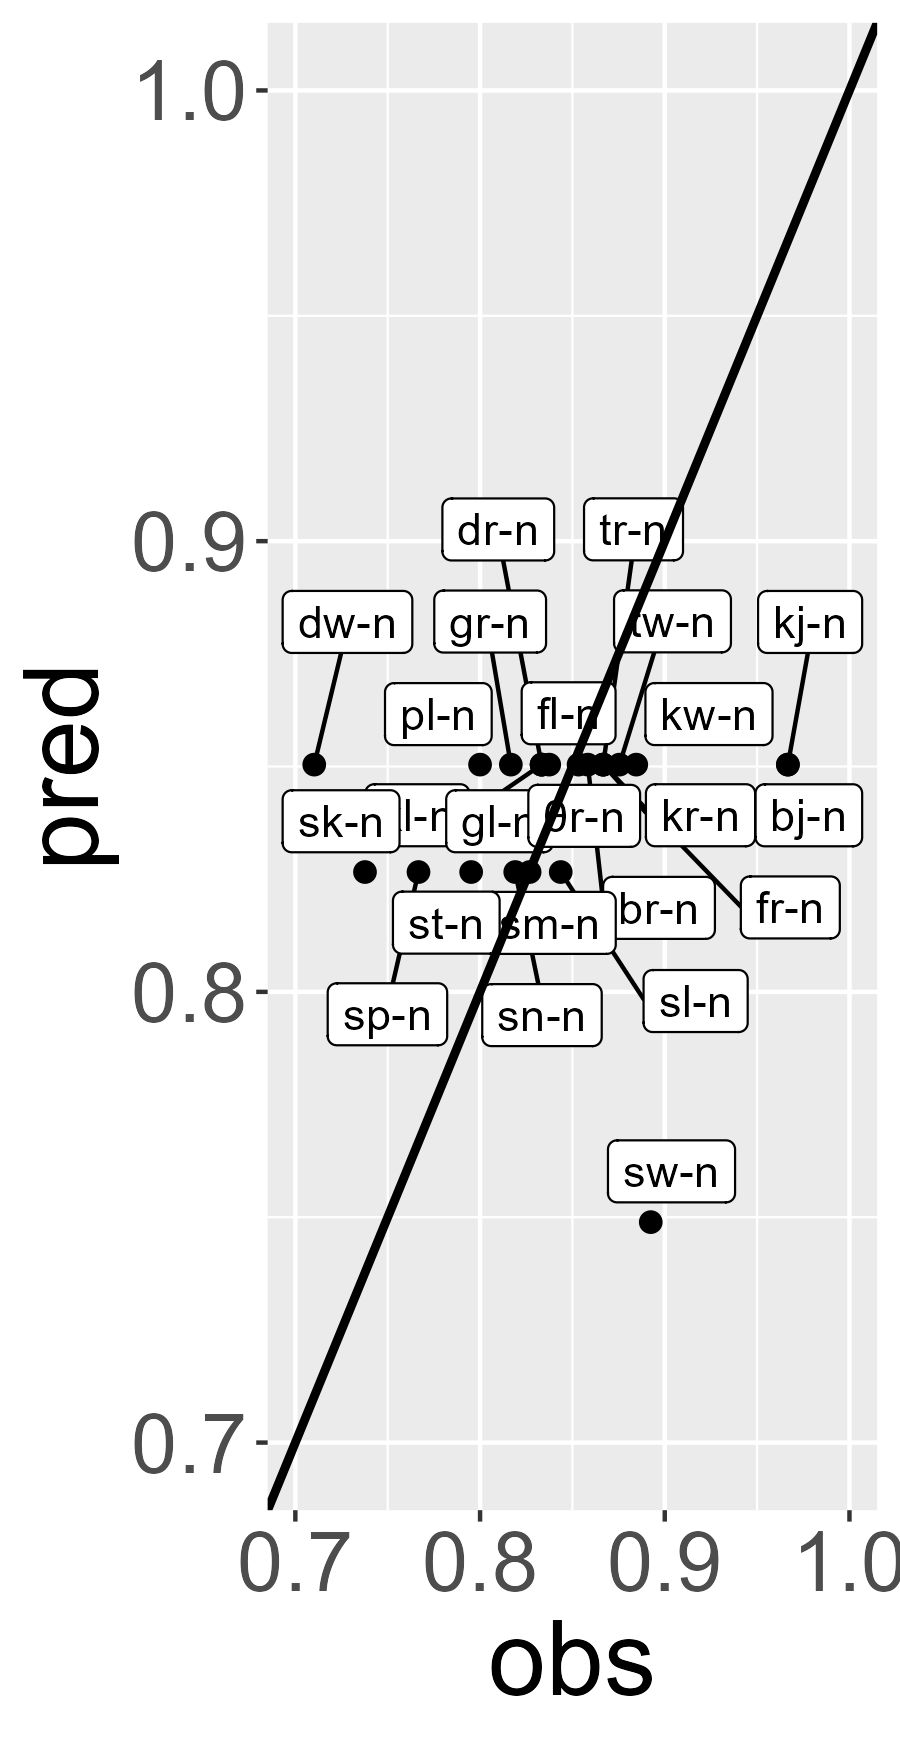 1.0
dr-n
tr-n
0.9
dw-n
gr-n
tw-n
kj-n
pl-n
fl-n
kw-n
sk-n
gl-n
θr-n
kr-n
bj-n
st-n
sm-n
br-n
fr-n
0.8
sp-n
sn-n
sl-n
sw-n
0.7
0.7
0.8
0.9
1.0
obs
pred